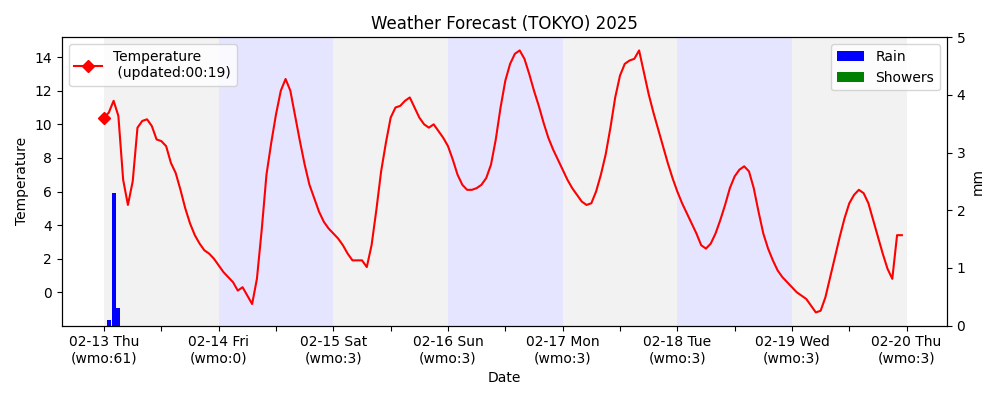 Weather Forecast (TOKYO) 2025
Temperature
(updated:00:19)
Rain
Showers
14
12
10
8
6
4
2
0
Temperature
5
4
3
2
1
0
mm
02-13 Thu
(wmo:61)
02-14 Fri
(wmo:0)
02-15 Sat
(wmo:3)
02-16 Sun
(wmo:3)
02-17 Mon
(wmo:3)
02-18 Tue
(wmo:3)
02-19 Wed
(wmo:3)
02-20 Thu
(wmo:3)
Date